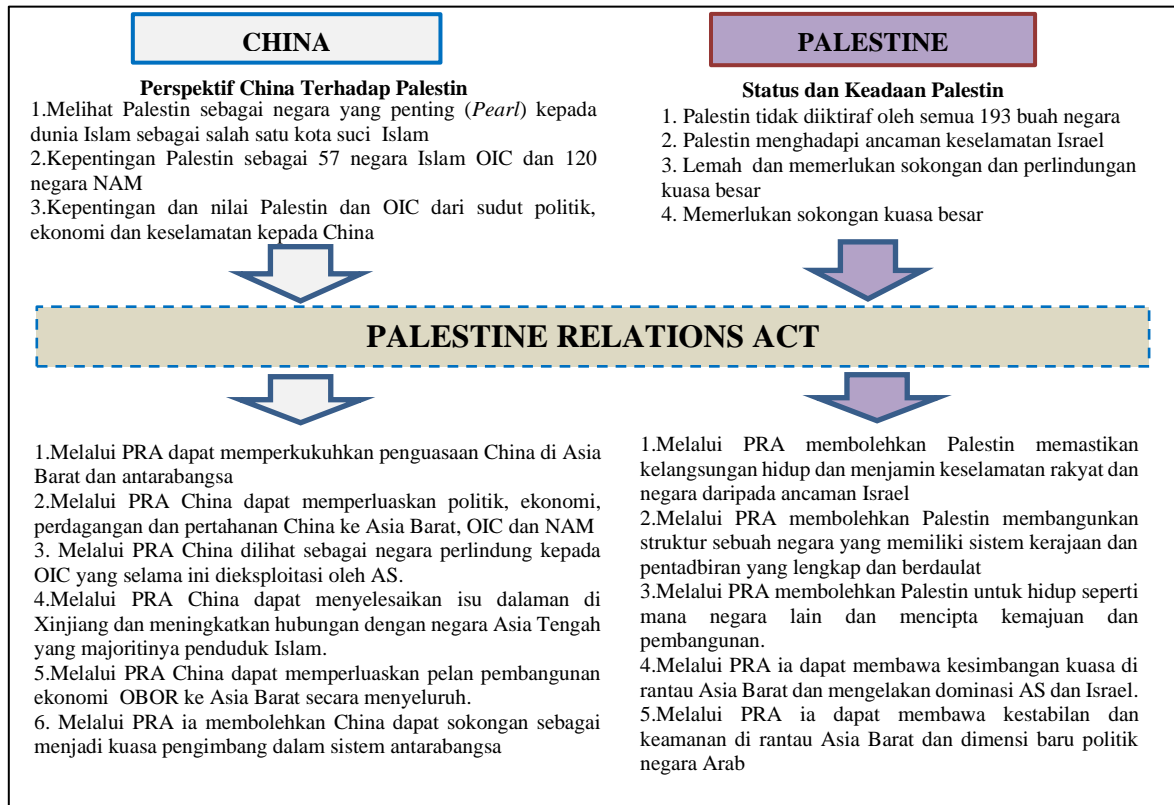 CHINA
Perspektif China Terhadap Palestin
1.Melihat Palestin sebagai negara yang penting (Pearl) kepada
dunia Islam sebagai salah satu kota suci Islam
2.Kepentingan Palestin sebagai 57 negara Islam OIC dan 120
negara NAM
3.Kepentingan dan nilai Palestin dan OIC dari sudut politik,
ekonomi dan keselamatan kepada China
PALESTINE
Status dan Keadaan Palestin
1. Palestin tidak diiktiraf oleh semua 193 buah negara
2. Palestin menghadapi ancaman keselamatan Israel
3. Lemah dan memerlukan sokongan dan perlindungan
kuasa besar
4. Memerlukan sokongan kuasa besar
PALESTINE RELATIONS ACT
1.Melalui PRA dapat memperkukuhkan penguasaan China di Asia
Barat dan antarabangsa
2.Melalui PRA China dapat memperluaskan politik, ekonomi,
perdagangan dan pertahanan China ke Asia Barat, OIC dan NAM
3. Melalui PRA China dilihat sebagai negara perlindung kepada
OIC yang selama ini dieksploitasi oleh AS.
4.Melalui PRA China dapat menyelesaikan isu dalaman di
Xinjiang dan meningkatkan hubungan dengan negara Asia Tengah
yang majoritinya penduduk Islam.
5.Melalui PRA China dapat memperluaskan pelan pembangunan
ekonomi OBOR ke Asia Barat secara menyeluruh.
6. Melalui PRA ia membolehkan China dapat sokongan sebagai
menjadi kuasa pengimbang dalam sistem antarabangsa
1.Melalui PRA membolehkan Palestin memastikan
kelangsungan hidup dan menjamin keselamatan rakyat dan
negara daripada ancaman Israel
2.Melalui PRA membolehkan Palestin membangunkan
struktur sebuah negara yang memiliki sistem kerajaan dan
pentadbiran yang lengkap dan berdaulat
3.Melalui PRA membolehkan Palestin untuk hidup seperti
mana negara lain dan mencipta kemajuan dan
pembangunan.
4.Melalui PRA ia dapat membawa kesimbangan kuasa di
rantau Asia Barat dan mengelakan dominasi AS dan Israel.
5.Melalui PRA ia dapat membawa kestabilan dan
keamanan di rantau Asia Barat dan dimensi baru politik
negara Arab